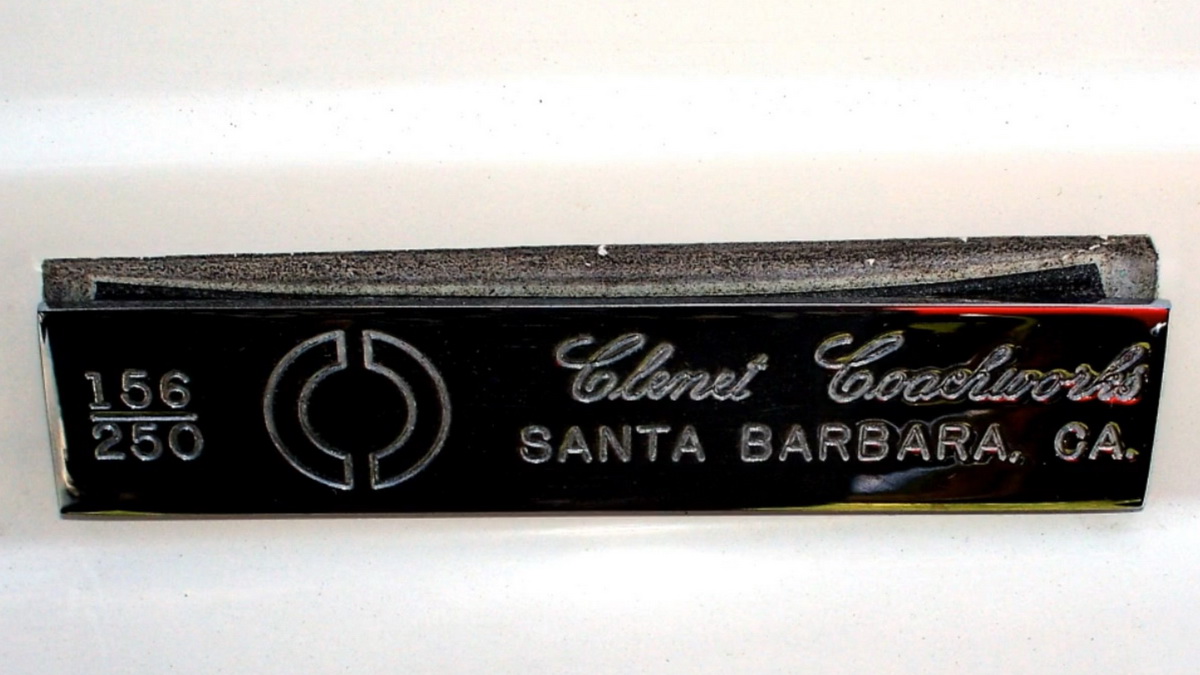 156
250
Clenet Coachworks
SANTA BARBARA, CA.